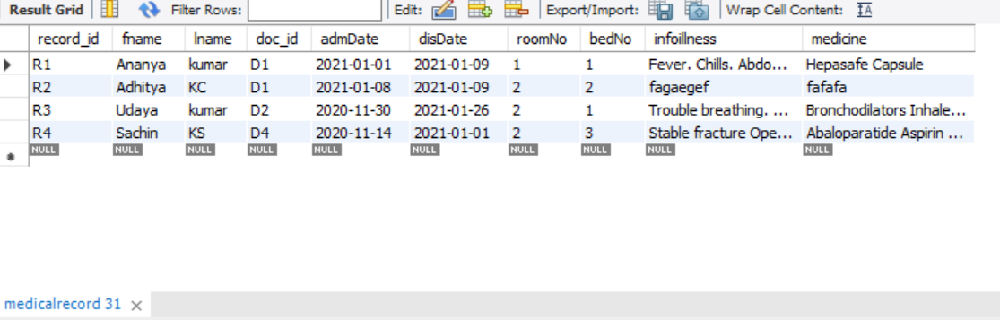 Result Grid Filter Rows: Edit: Export/Import: Wrap Cell Content: IA
record_id fname lname doc_id admDate disDate roomNo bedNo infoillness medicine
R1 Ananya kumar D1 2021-01-01 2021-01-09 1 1 Fever. Chills. Abdo... Hepasafe Capsule
R2 Adhitya KC D1 2021-01-08 2021-01-09 2 2 fagaegef fafafa
R3 Udaya kumar D2 2020-11-30 2021-01-26 2 1 Trouble breathing. ... Bronchodilators Inhale...
R4 Sachin KS D4 2020-11-14 2021-01-01 2 3 Stable fracture Ope... Abaloparatide Aspirin ...
NULL NULL NULL NULL NULL NULL NULL NULL NULL NULL
medicalrecord 31